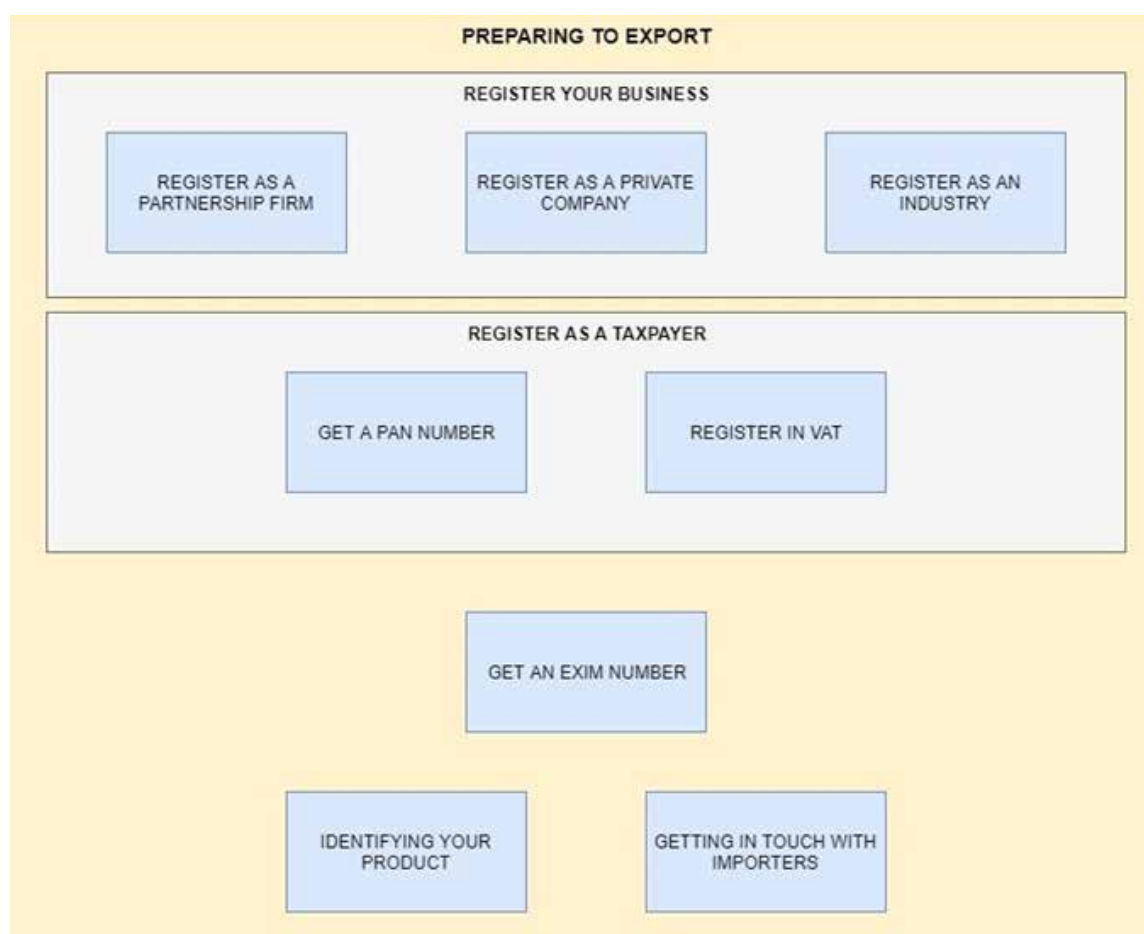 PREPARING TO EXPORT
REGISTER YOUR BUSINESS
REGISTER AS A
PARTNERSHIP FIRM
REGISTER AS A PRIVATE
COMPANY
REGISTER AS AN
INDUSTRY
REGISTER AS A TAXPAYER
GET A PAN NUMBER
REGISTER IN VAT
GET AN EXIM NUMBER
IDENTIFYING YOUR
PRODUCT
GETTING IN TOUCH WITH
IMPORTERS